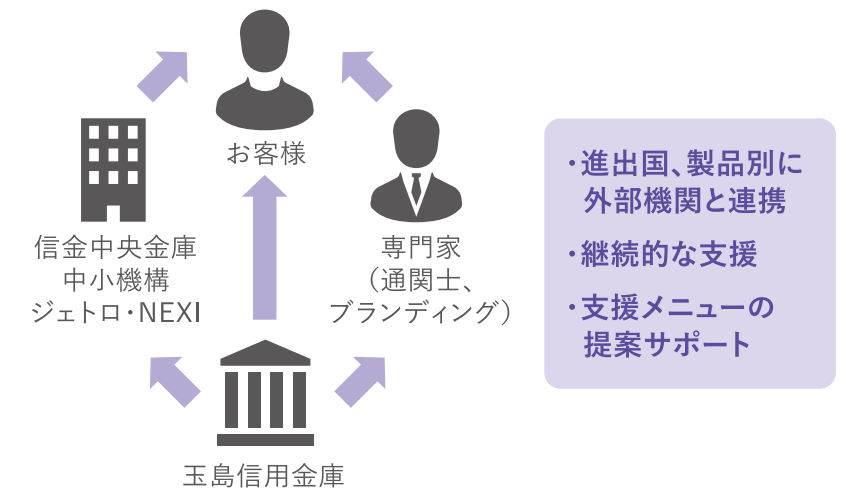 お客様
信金中央金庫
中小機構
ジェトロ・NEXI
専門家
（通関士、
ブランディング）
玉島信用金庫
・進出国、製品別に
外部機関と連携
・継続的な支援
・支援メニューの
提案サポート